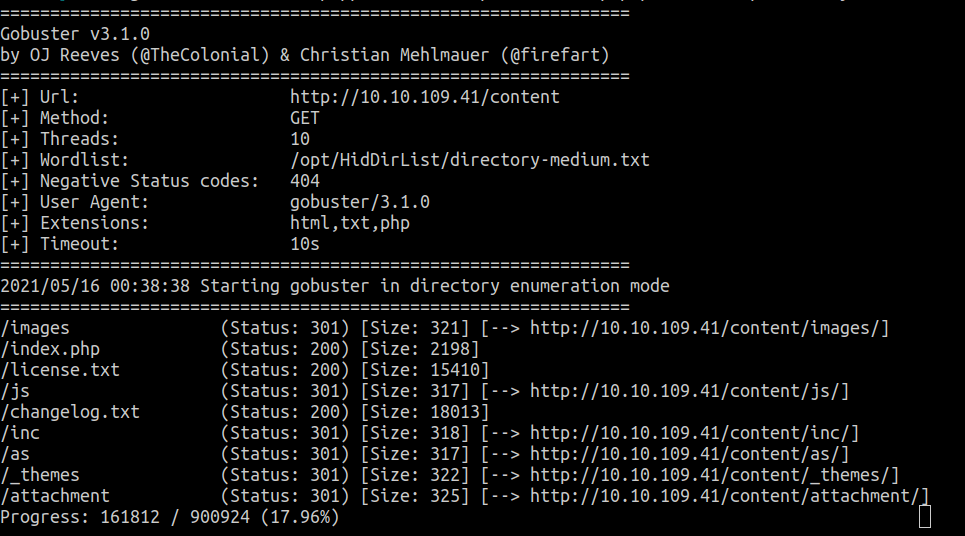 ===============================================================
Gobuster v3.1.0
by OJ Reeves (@TheColonial) & Christian Mehlmauer (@firefart)
===============================================================
[+] Url:                     http://10.10.109.41/content
[+] Method:                  GET
[+] Threads:                 10
[+] Wordlist:                /opt/HidDirList/directory-medium.txt
[+] Negative Status codes:   404
[+] User Agent:              gobuster/3.1.0
[+] Extensions:              html,txt,php
[+] Timeout:                 10s
===============================================================
2021/05/16 00:38:38 Starting gobuster in directory enumeration mode
===============================================================
/images               (Status: 301) [Size: 321] [--> http://10.10.109.41/content/images/]
/index.php            (Status: 200) [Size: 2198]
/license.txt          (Status: 200) [Size: 15410]
/js                   (Status: 301) [Size: 317] [--> http://10.10.109.41/content/js/]
/changelog.txt        (Status: 200) [Size: 18013]
/inc                  (Status: 301) [Size: 318] [--> http://10.10.109.41/content/inc/]
/as                   (Status: 301) [Size: 317] [--> http://10.10.109.41/content/as/]
/_themes              (Status: 301) [Size: 322] [--> http://10.10.109.41/content/_themes/]
/attachment           (Status: 301) [Size: 325] [--> http://10.10.109.41/content/attachment/]
Progress: 161812 / 900924 (17.96%)